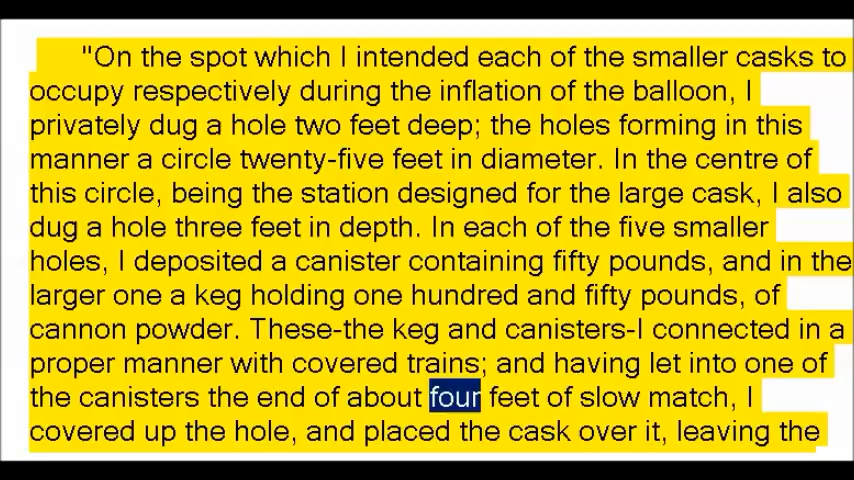 "On the spot which I intended each of the smaller casks to
occupy respectively during the inflation of the balloon, I
privately dug a hole two feet deep; the holes forming in this
manner a circle twenty-five feet in diameter. In the centre of
this circle, being the station designed for the large cask, I also
dug a hole three feet in depth. In each of the five smaller
holes, I deposited a canister containing fifty pounds, and in the
larger one a keg holding one hundred and fifty pounds, of
cannon powder. These-the keg and canisters-I connected in a
proper manner with covered trains; and having let into one of
the canisters the end of about four feet of slow match, I
covered up the hole, and placed the cask over it, leaving the